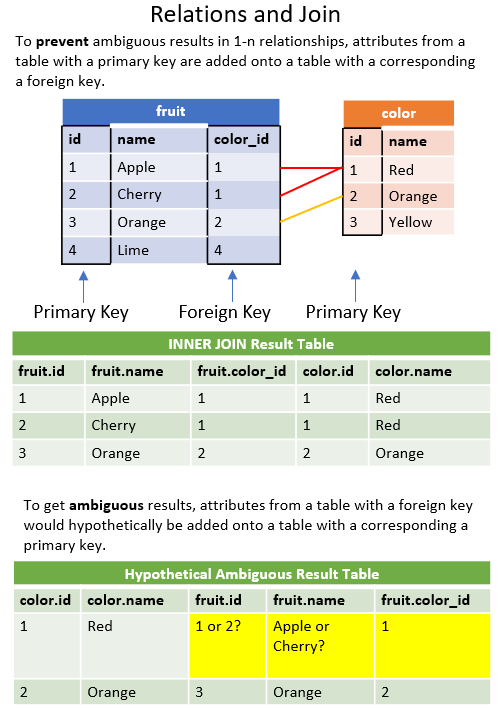 Relations and Join
To prevent ambiguous results in 1-n relationships, attributes from a
table with a primary key are added onto a table with a corresponding
a foreign key.
fruit
id name color_id
1 Apple 1
2 Cherry 1
3 Orange 2
4 Lime 4
color
id name
1 Red
2 Orange
3 Yellow
Primary Key Foreign Key Primary Key
INNER JOIN Result Table
fruit.id fruit.name fruit.color_id color.id color.name
1 Apple 1 1 Red
2 Cherry 1 1 Red
3 Orange 2 2 Orange
To get ambiguous results, attributes from a table with a foreign key
would hypothetically be added onto a table with a corresponding a
primary key.
Hypothetical Ambiguous Result Table
color.id color.name fruit.id fruit.name fruit.color_id
1 Red 1 or 2? Apple or 1
Cherry?
2 Orange 3 Orange 2